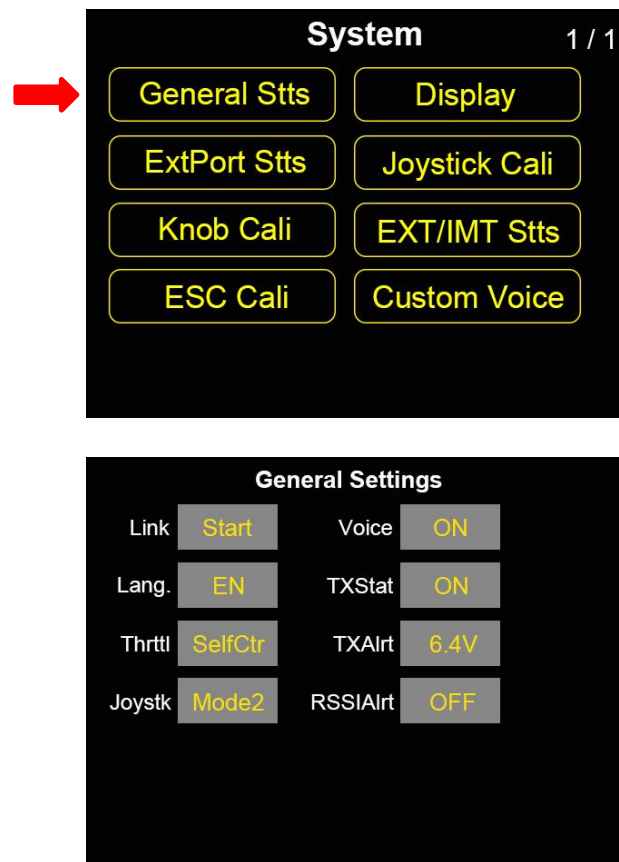 System 1 / 1
General Stts Display
ExtPort Stts Joystick Cali
Knob Cali EXT/IMT Stts
ESC Cali Custom Voice
General Settings
Link Start Voice ON
Lang. EN TXStat ON
Thrttl SelfCtr TXAlrt 6.4V
Joystk Mode2 RSSIAlrt OFF